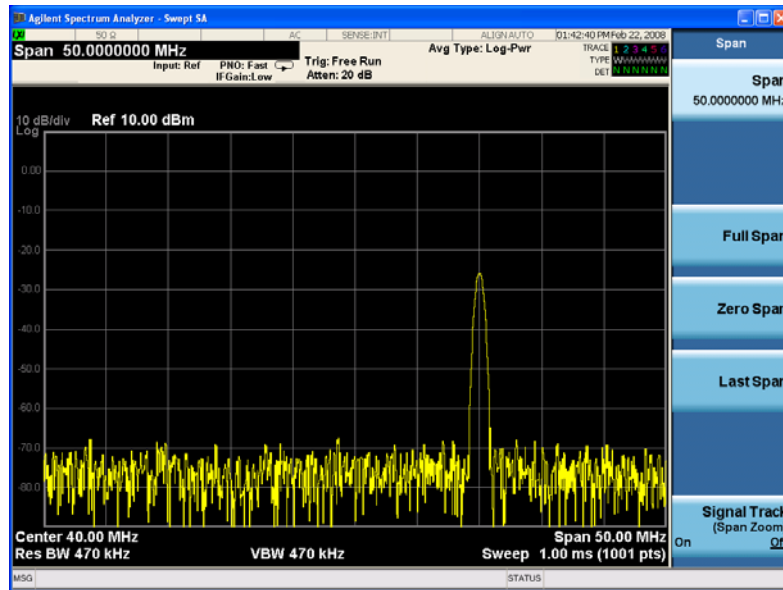 Agilent Spectrum Analyzer - Swept SA
50 Ω AC SENSE:INT ALIGN AUTO 01:42:40 PM Feb 22, 2008
Span 50.0000000 MHz
Input: Ref
PNO: Fast
IFGain:Low
Trig: Free Run
Atten: 20 dB
Avg Type: Log-Pwr
TRACE 1 2 3 4 5 6
TYPE
DET N N N N N N
10 dB/div
Log
Ref 10.00 dBm
0.00
-10.0
-20.0
-30.0
-40.0
-50.0
-60.0
-70.0
-80.0
Center 40.00 MHz
Span 50.00 MHz
Res BW 470 kHz
VBW 470 kHz
Sweep 1.00 ms (1001 pts)
MSG
STATUS
Span
Span
50.0000000 MHz
Full Span
Zero Span
Last Span
Signal Track
(Span Zoom)
On Off